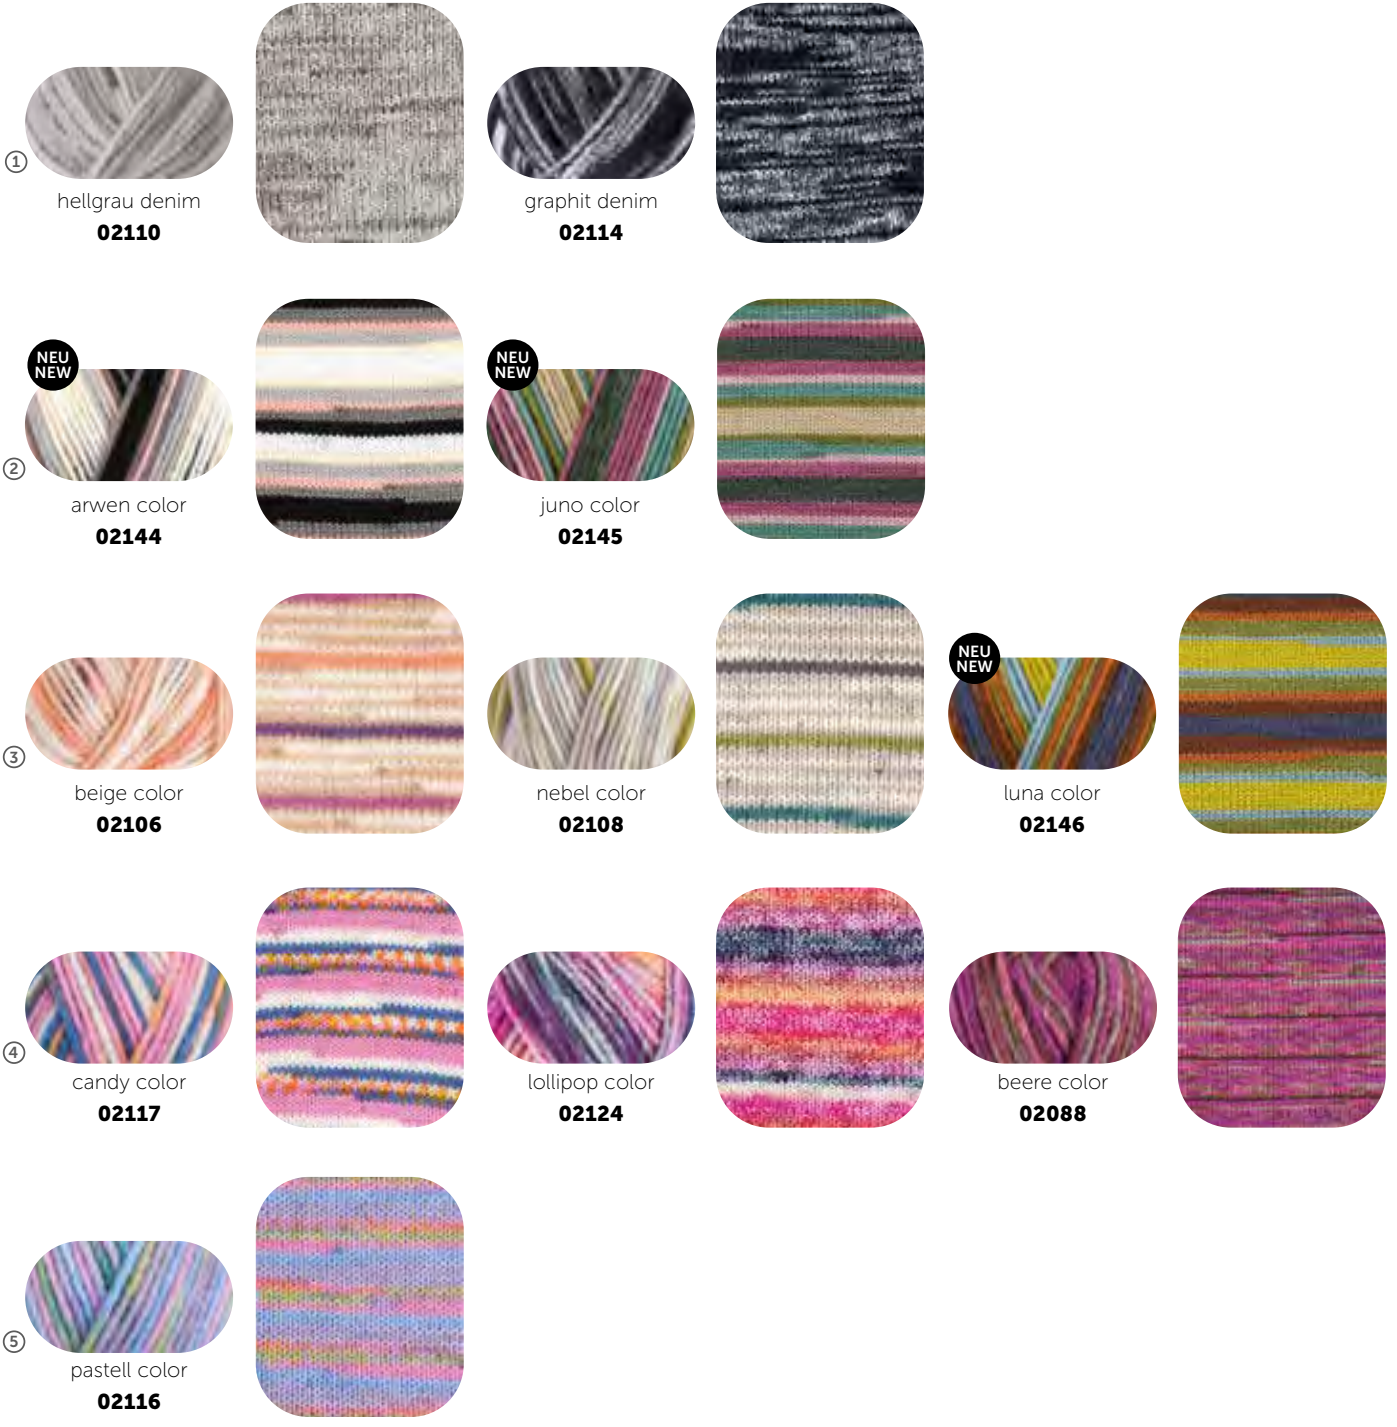 ①
hellgrau denim
02110
graphit denim
02114
②
NEU
NEW
arwen color
02144
NEU
NEW
juno color
02145
③
beige color
02106
nebel color
02108
NEU
NEW
luna color
02146
④
candy color
02117
lollipop color
02124
beere color
02088
⑤
pastell color
02116